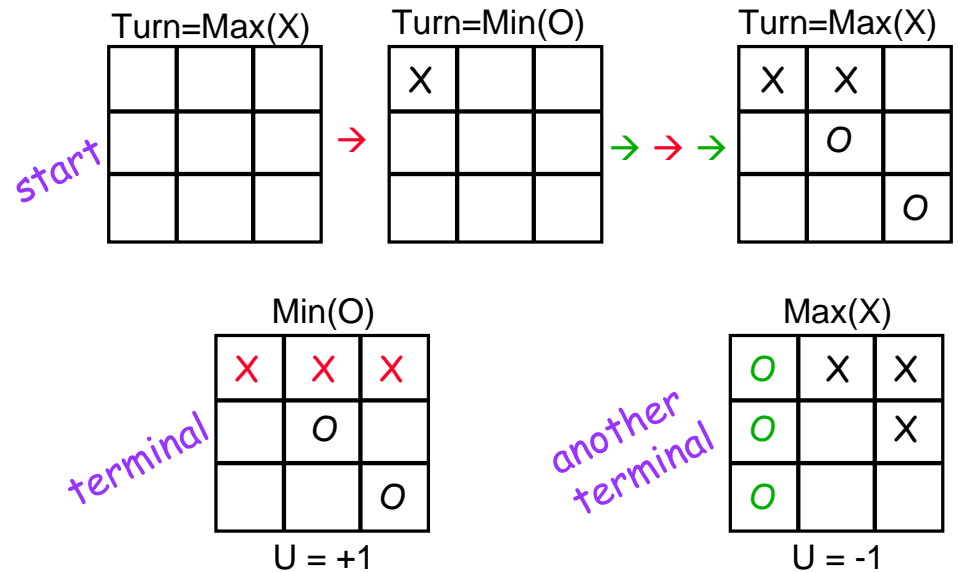 Turn=Max(X)
Turn=Min(O)
Turn=Max(X)
start
→
X
→ → →
X X
O
O
Min(O)
Max(X)
terminal
X X X
O
O
another
terminal
O X X
O X
O
U = +1
U = -1